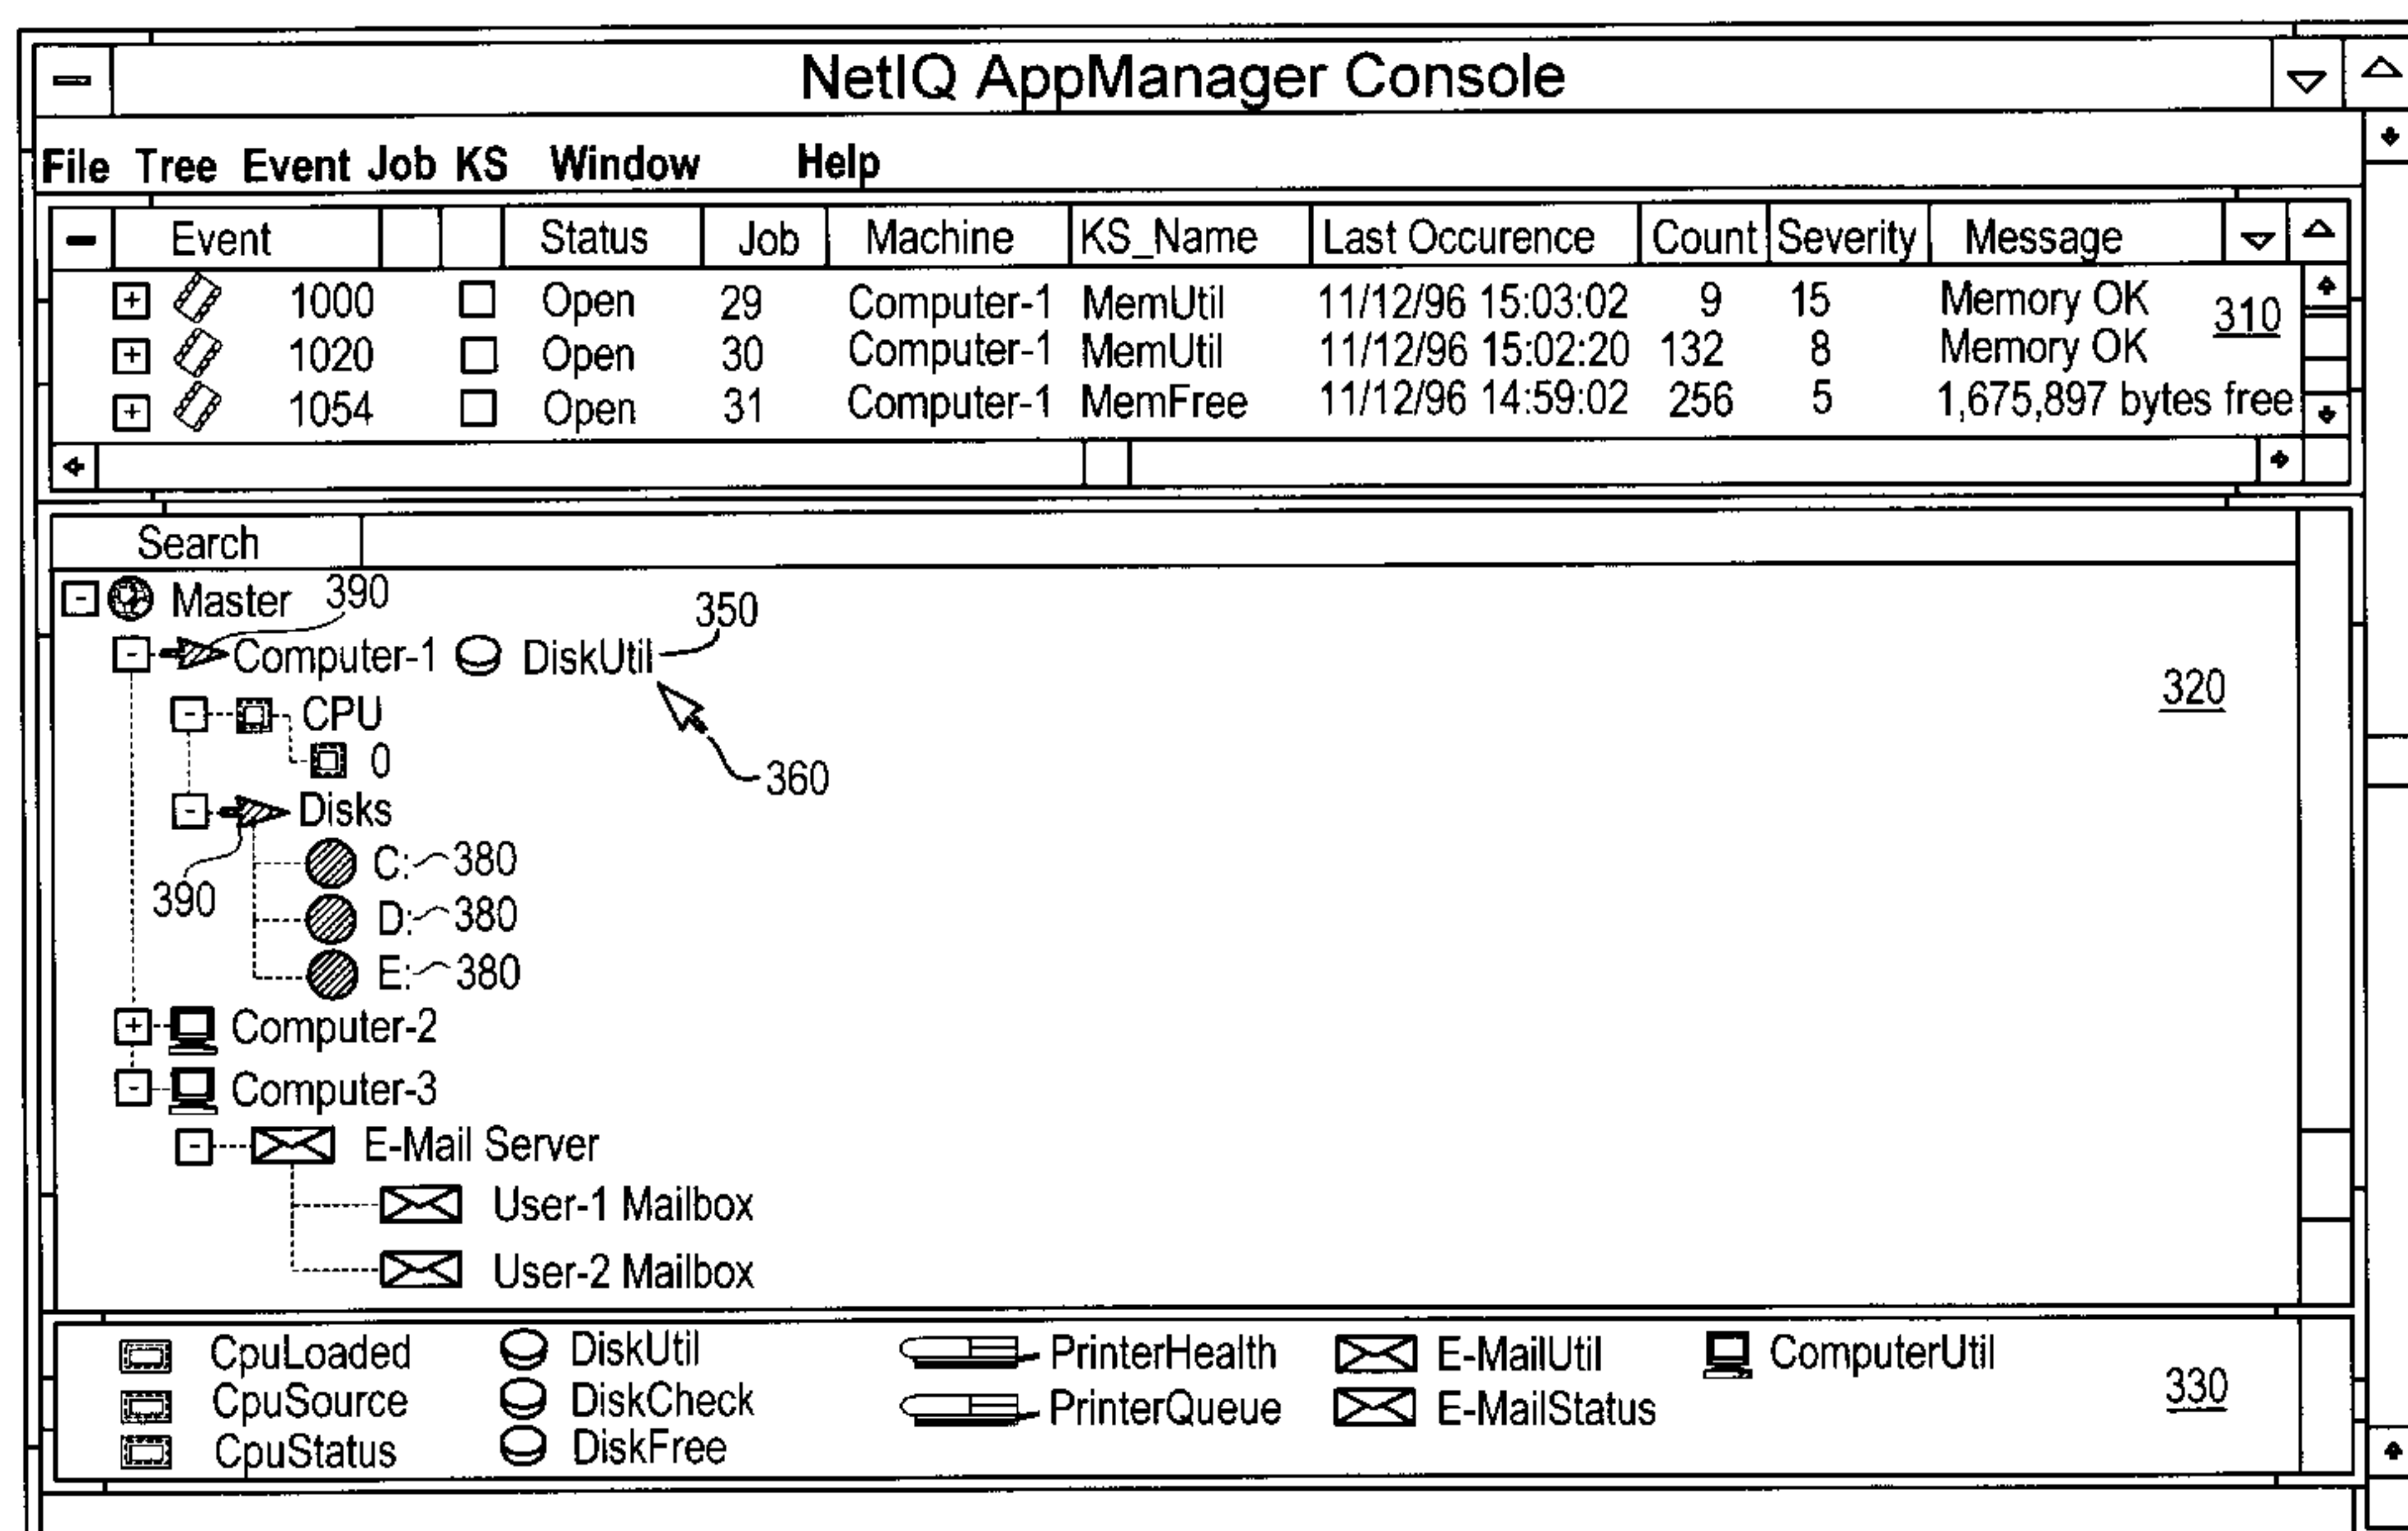 NetIQ AppManager Console
File Tree Event Job KS Window Help
Event Status Job Machine KS_Name Last Occurence Count Severity Message
1000 Open 29 Computer-1 MemUtil 11/12/96 15:03:02 9 15 Memory OK 310
1020 Open 30 Computer-1 MemUtil 11/12/96 15:02:20 132 8 Memory OK
1054 Open 31 Computer-1 MemFree 11/12/96 14:59:02 256 5 1,675,897 bytes free
Search
Master 390 350
Computer-1 DiskUtil
320
CPU
0 360
Disks
C: 380
390 D: 380
E: 380
Computer-2
Computer-3
E-Mail Server
User-1 Mailbox
User-2 Mailbox
CpuLoaded DiskUtil PrinterHealth E-MailUtil ComputerUtil
CpuSource DiskCheck PrinterQueue E-MailStatus 330
CpuStatus DiskFree